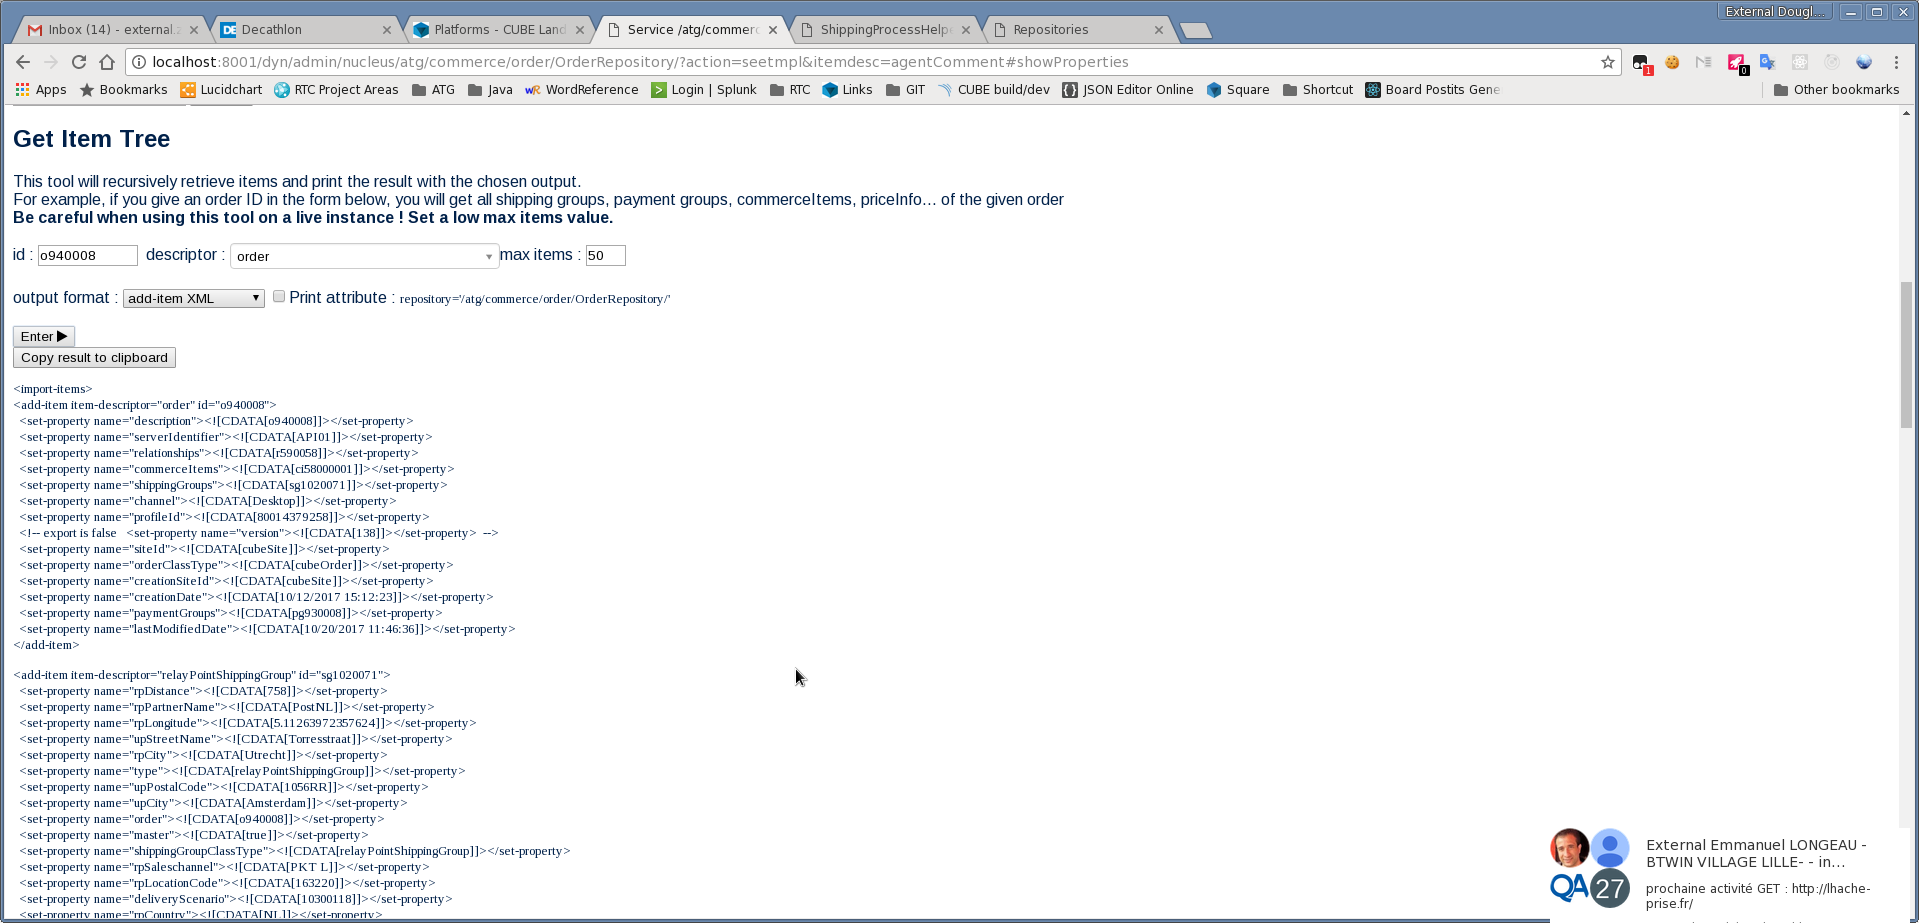 External Dougl...
Inbox (14) - external.
Decathlon
Platforms - CUBE Land
Service /atg/commerc
ShippingProcessHelp
Repositories
localhost:8001/dyn/admin/nucleus/atg/commerce/order/OrderRepository/?action=seetmpl&itemdesc=agentComment#showProperties
1
0
Apps Bookmarks Lucidchart RTC Project Areas ATG Java WordReference Login | Splunk RTC Links GIT CUBE build/dev JSON Editor Online Square Shortcut Board Postits Gene Other bookmarks
Get Item Tree
This tool will recursively retrieve items and print the result with the chosen output.
For example, if you give an order ID in the form below, you will get all shipping groups, payment groups, commerceItems, priceInfo... of the given order
Be careful when using this tool on a live instance ! Set a low max items value.
id : o940008 descriptor : order max items : 50
output format : add-item XML Print attribute : repository='/atg/commerce/order/OrderRepository/'
Enter ▶
Copy result to clipboard
<import-items>
<add-item item-descriptor="order" id="o940008">
<set-property name="description"><![CDATA[o940008]]></set-property>
<set-property name="serverIdentifier"><![CDATA[API01]]></set-property>
<set-property name="relationships"><![CDATA[r590058]]></set-property>
<set-property name="commerceItems"><![CDATA[ci58000001]]></set-property>
<set-property name="shippingGroups"><![CDATA[sg1020071]]></set-property>
<set-property name="channel"><![CDATA[Desktop]]></set-property>
<set-property name="profileId"><![CDATA[80014379258]]></set-property>
<!-- export is false <set-property name="version"><![CDATA[138]]></set-property> -->
<set-property name="siteId"><![CDATA[cubeSite]]></set-property>
<set-property name="orderClassType"><![CDATA[cubeOrder]]></set-property>
<set-property name="creationSiteId"><![CDATA[cubeSite]]></set-property>
<set-property name="creationDate"><![CDATA[10/12/2017 15:12:23]]></set-property>
<set-property name="paymentGroups"><![CDATA[pg930008]]></set-property>
<set-property name="lastModifiedDate"><![CDATA[10/20/2017 11:46:36]]></set-property>
</add-item>
<add-item item-descriptor="relayPointShippingGroup" id="sg1020071">
<set-property name="rpDistance"><![CDATA[758]]></set-property>
<set-property name="rpPartnerName"><![CDATA[PostNL]]></set-property>
<set-property name="rpLongitude"><![CDATA[5.11263972357624]]></set-property>
<set-property name="upStreetName"><![CDATA[Torresstraat]]></set-property>
<set-property name="rpCity"><![CDATA[Utrecht]]></set-property>
<set-property name="type"><![CDATA[relayPointShippingGroup]]></set-property>
<set-property name="upPostalCode"><![CDATA[1056RR]]></set-property>
<set-property name="upCity"><![CDATA[Amsterdam]]></set-property>
<set-property name="order"><![CDATA[o940008]]></set-property>
<set-property name="master"><![CDATA[true]]></set-property>
<set-property name="shippingGroupClassType"><![CDATA[relayPointShippingGroup]]></set-property>
<set-property name="rpSaleschannel"><![CDATA[PKT L]]></set-property>
<set-property name="rpLocationCode"><![CDATA[163220]]></set-property>
<set-property name="deliveryScenario"><![CDATA[10300118]]></set-property>
<set-property name="rpCountry"><![CDATA[NL]]></set-property>
QA 27
External Emmanuel LONGEAU -
BTWIN VILLAGE LILLE- - in...
prochaine activité GET : http://lhache-
prise.fr/